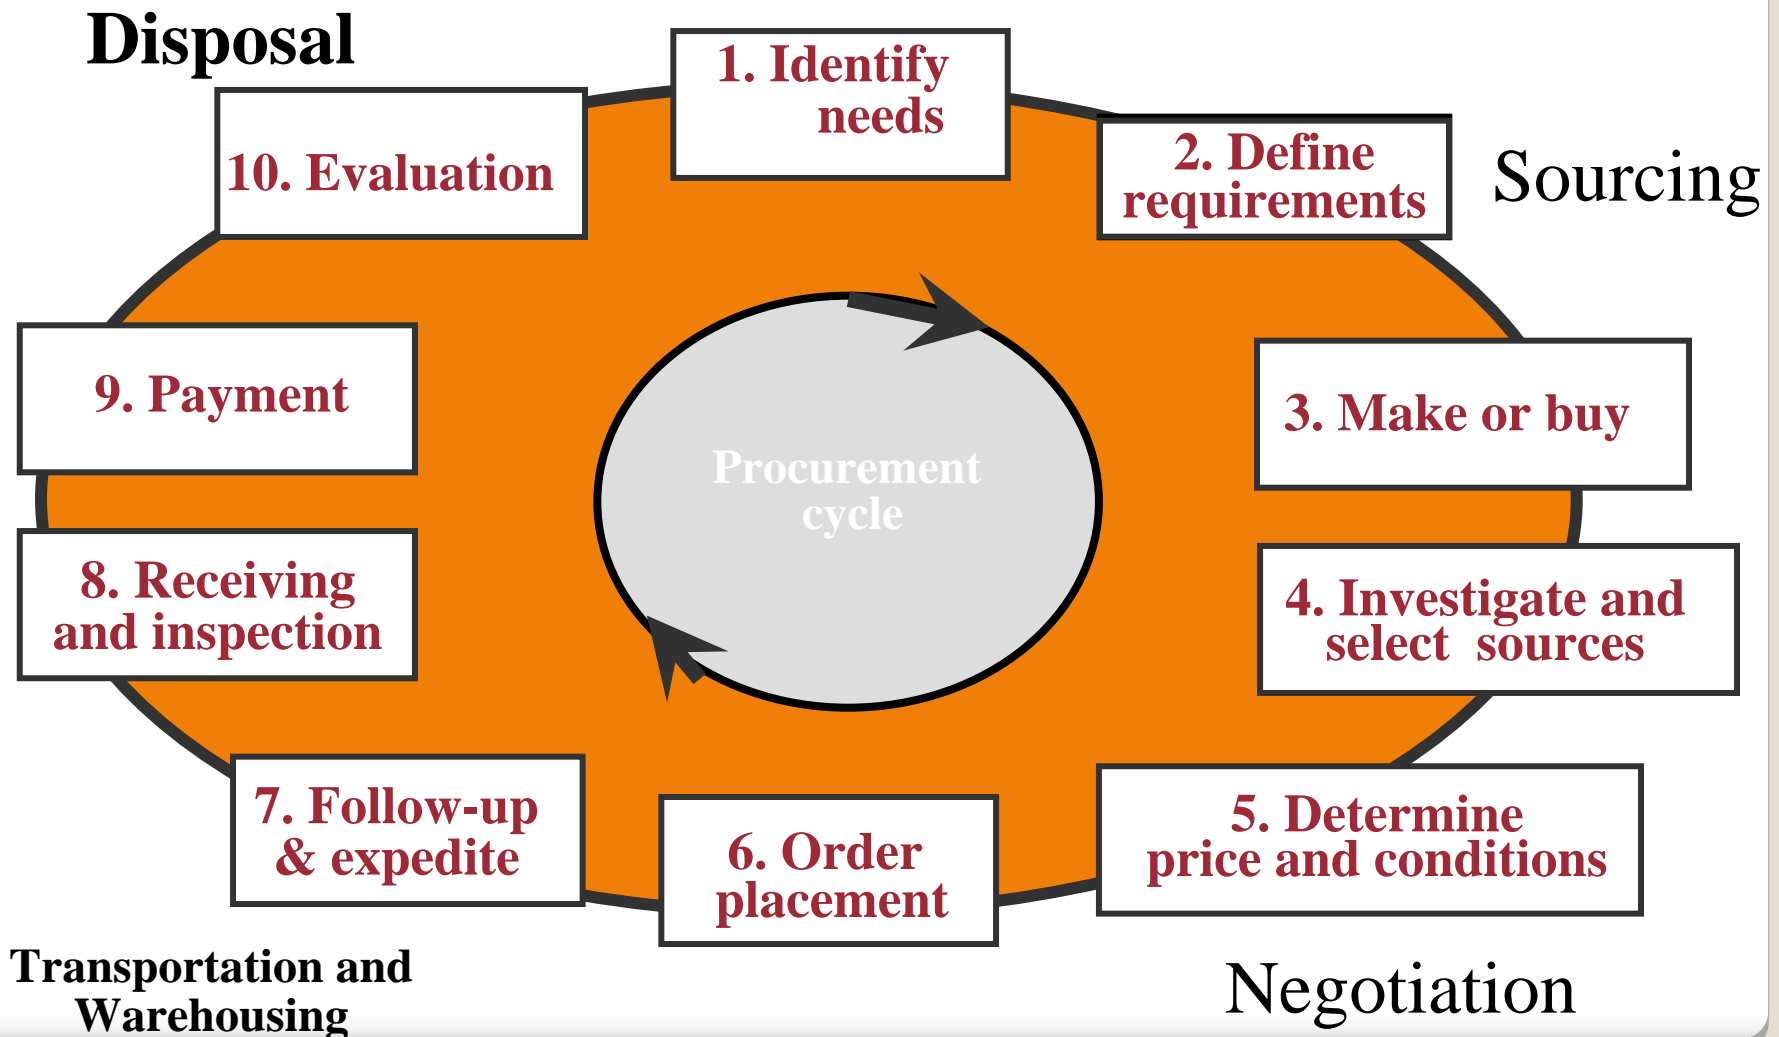 Disposal
1. Identify
needs
2. Define
requirements
Sourcing
10. Evaluation
9. Payment
3. Make or buy
Procurement
cycle
8. Receiving
and inspection
4. Investigate and
select sources
7. Follow-up
& expedite
6. Order
placement
5. Determine
price and conditions
Transportation and
Warehousing
Negotiation